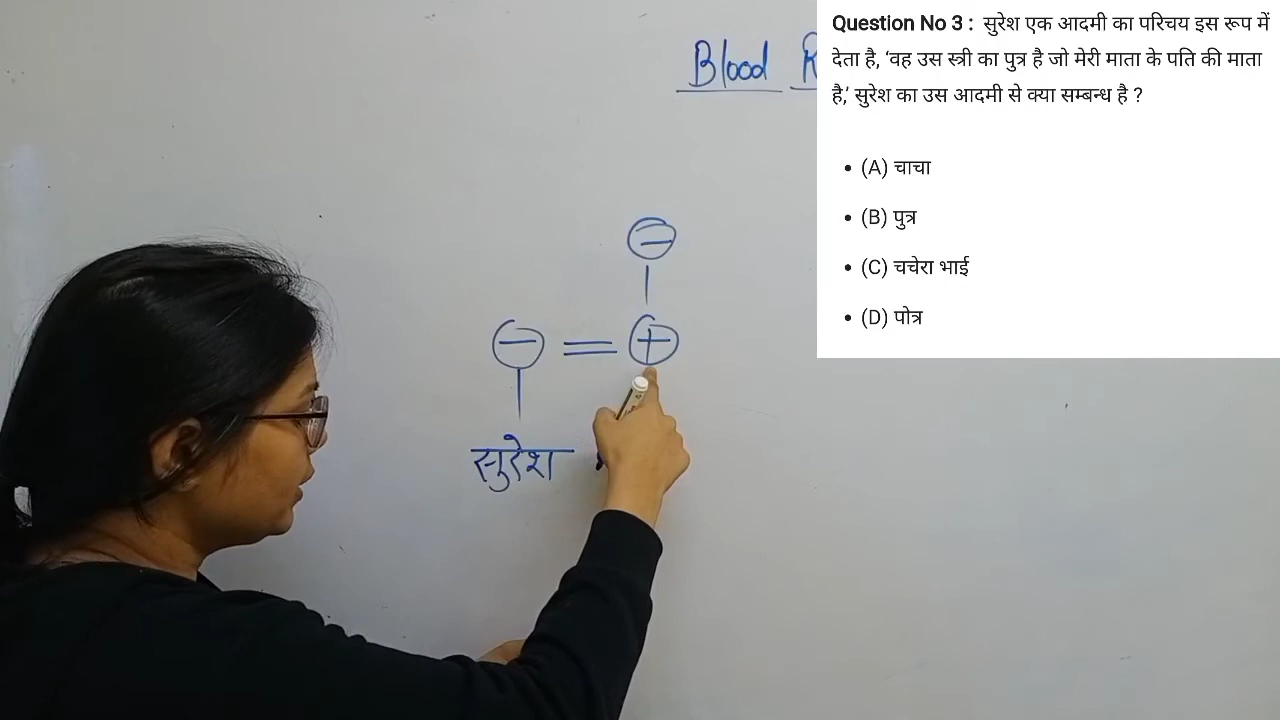 Blood
Question No 3 : सुरेश एक आदमी का परिचय इस रूप में
देता है, ‘वह उस स्त्री का पुत्र है जो मेरी माता के पति की माता
है,’ सुरेश का उस आदमी से क्या सम्बन्ध है ?
• (A) चाचा
• (B) पुत्र
• (C) चचेरा भाई
• (D) पोत्र
सुरेश